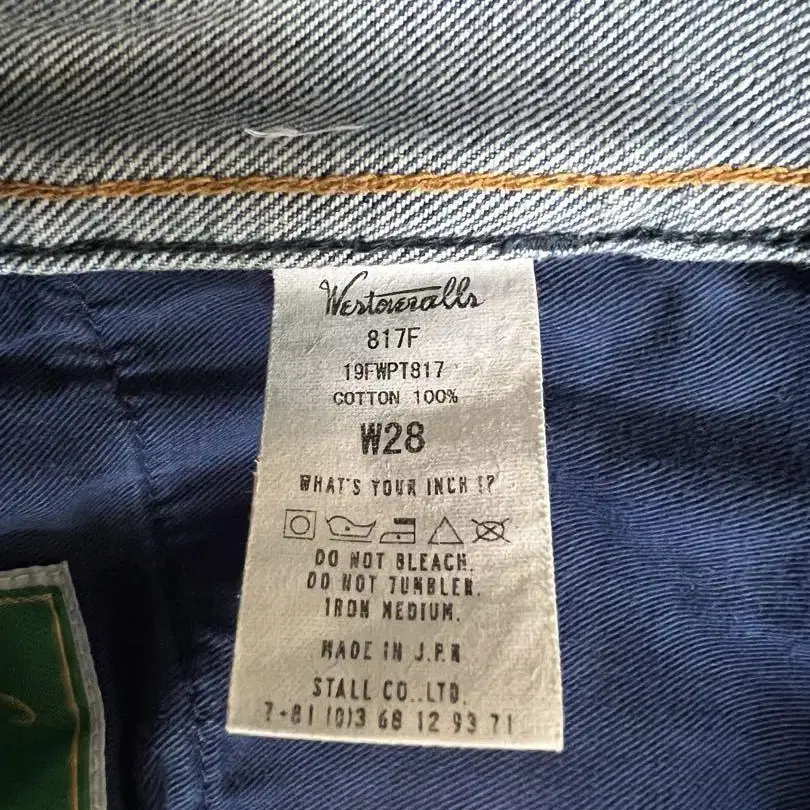 Westoveralls
817F
19FWPT817
COTTON 100%
W28
WHAT'S YOUR INCH !?
DO NOT BLEACH.
DO NOT TUMBLER.
IRON MEDIUM.
MADE IN J.P.N
STALL CO.,LTD.
7-81 (0)3 68 12 93 71